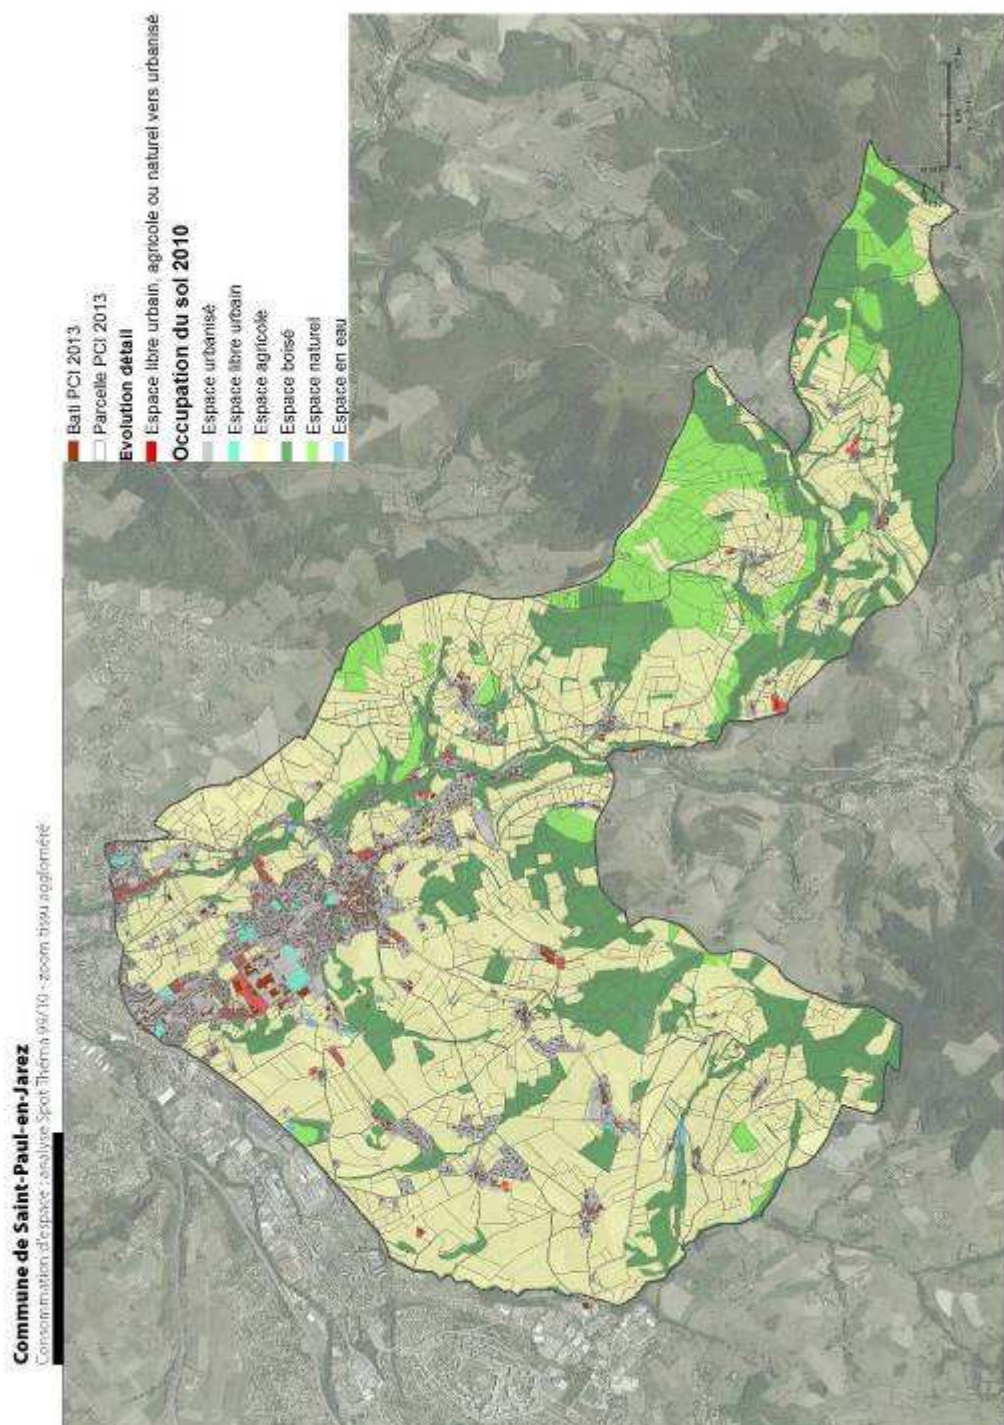 Commune de Saint-Paul-en-Jarez
Consommation d'espace : analyse Spot Théma 99/10 - zoom tissu aggloméré
Bati PCI 2013
Parcelle PCI 2013
Evolution détail
Espace libre urbain, agricole ou naturel vers urbanisé
Occupation du sol 2010
Espace urbanisé
Espace libre urbain
Espace agricole
Espace boisé
Espace naturel
Espace en eau